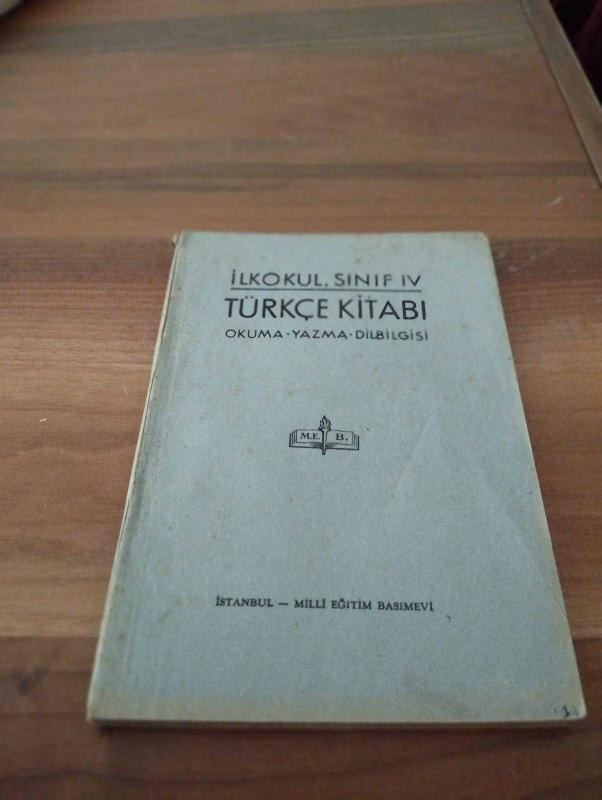 İLKOKUL. SINIF IV
TÜRKÇE KİTABI
OKUMA · YAZMA · DİLBİLGİSİ
M.E. B.
İSTANBUL — MİLLİ EĞİTİM BASIMEVİ